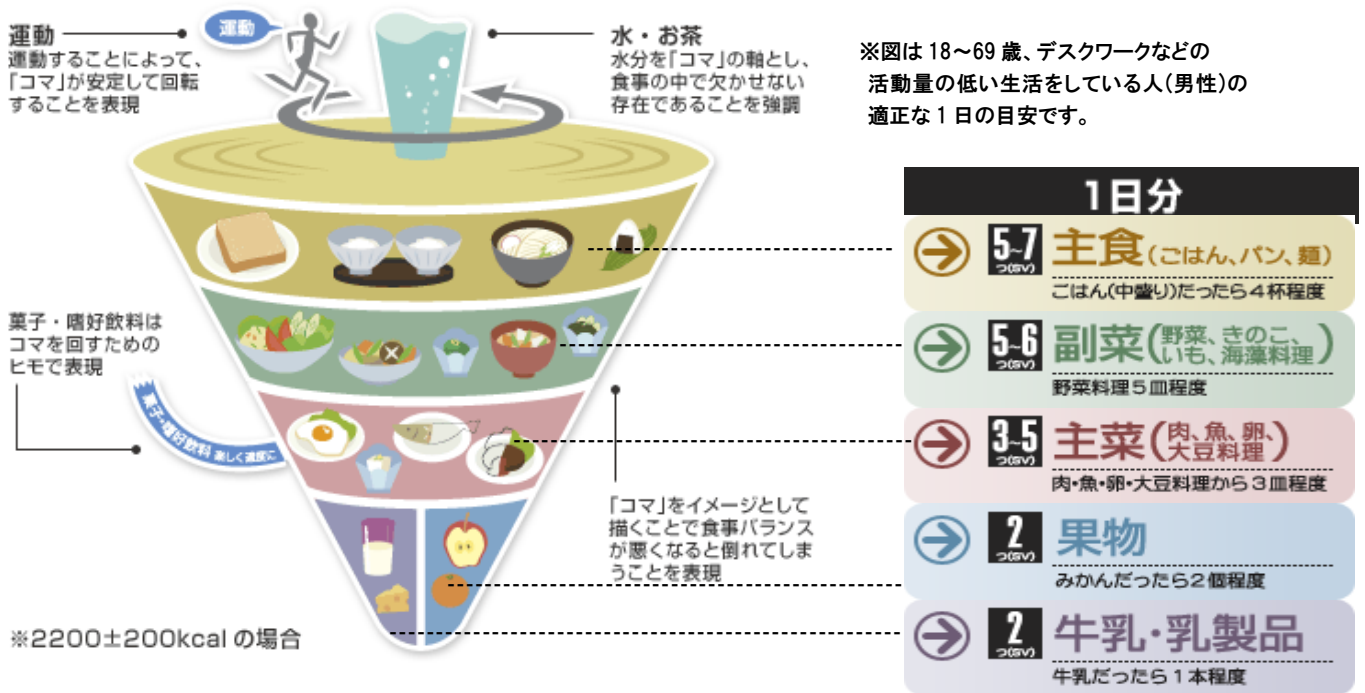 運動
運動することによって、
「コマ」が安定して回転
することを表現
運動
水・お茶
水分を「コマ」の軸とし、
食事の中で欠かせない
存在であることを強調
※図は18～69歳、デスクワークなどの
活動量の低い生活をしている人(男性)の
適正な1日の目安です。
菓子・嗜好飲料は
コマを回すための
ヒモで表現
菓子・嗜好飲料 楽しく適度に
「コマ」をイメージとして
描くことで食事バランス
が悪くなると倒れてしま
うことを表現
※2200±200kcalの場合
1日分
5~7
つ(SV)
主食(ごはん、パン、麺)
ごはん(中盛り)だったら4杯程度
5~6
つ(SV)
副菜(野菜、きのこ、
いも、海藻料理)
野菜料理5皿程度
3~5
つ(SV)
主菜(肉、魚、卵、
大豆料理)
肉・魚・卵・大豆料理から3皿程度
2
つ(SV)
果物
みかんだったら2個程度
2
つ(SV)
牛乳・乳製品
牛乳だったら1本程度